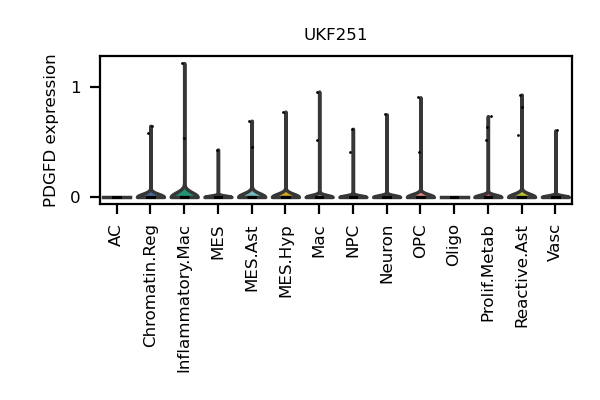 UKF251
PDGFD expression
1
0
AC
Chromatin.Reg
Inflammatory.Mac
MES
MES.Ast
MES.Hyp
Mac
NPC
Neuron
OPC
Oligo
Prolif.Metab
Reactive.Ast
Vasc